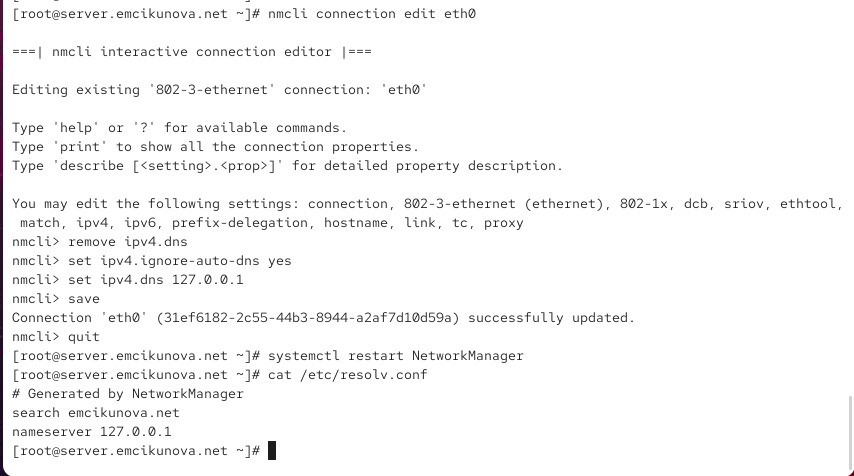 [root@server.emcikunova.net ~]# nmcli connection edit eth0
===| nmcli interactive connection editor |===
Editing existing '802-3-ethernet' connection: 'eth0'
Type 'help' or '?' for available commands.
Type 'print' to show all the connection properties.
Type 'describe [<setting>.<prop>]' for detailed property description.
You may edit the following settings: connection, 802-3-ethernet (ethernet), 802-1x, dcb, sriov, ethtool,
 match, ipv4, ipv6, prefix-delegation, hostname, link, tc, proxy
nmcli> remove ipv4.dns
nmcli> set ipv4.ignore-auto-dns yes
nmcli> set ipv4.dns 127.0.0.1
nmcli> save
Connection 'eth0' (31ef6182-2c55-44b3-8944-a2af7d10d59a) successfully updated.
nmcli> quit
[root@server.emcikunova.net ~]# systemctl restart NetworkManager
[root@server.emcikunova.net ~]# cat /etc/resolv.conf
# Generated by NetworkManager
search emcikunova.net
nameserver 127.0.0.1
[root@server.emcikunova.net ~]#